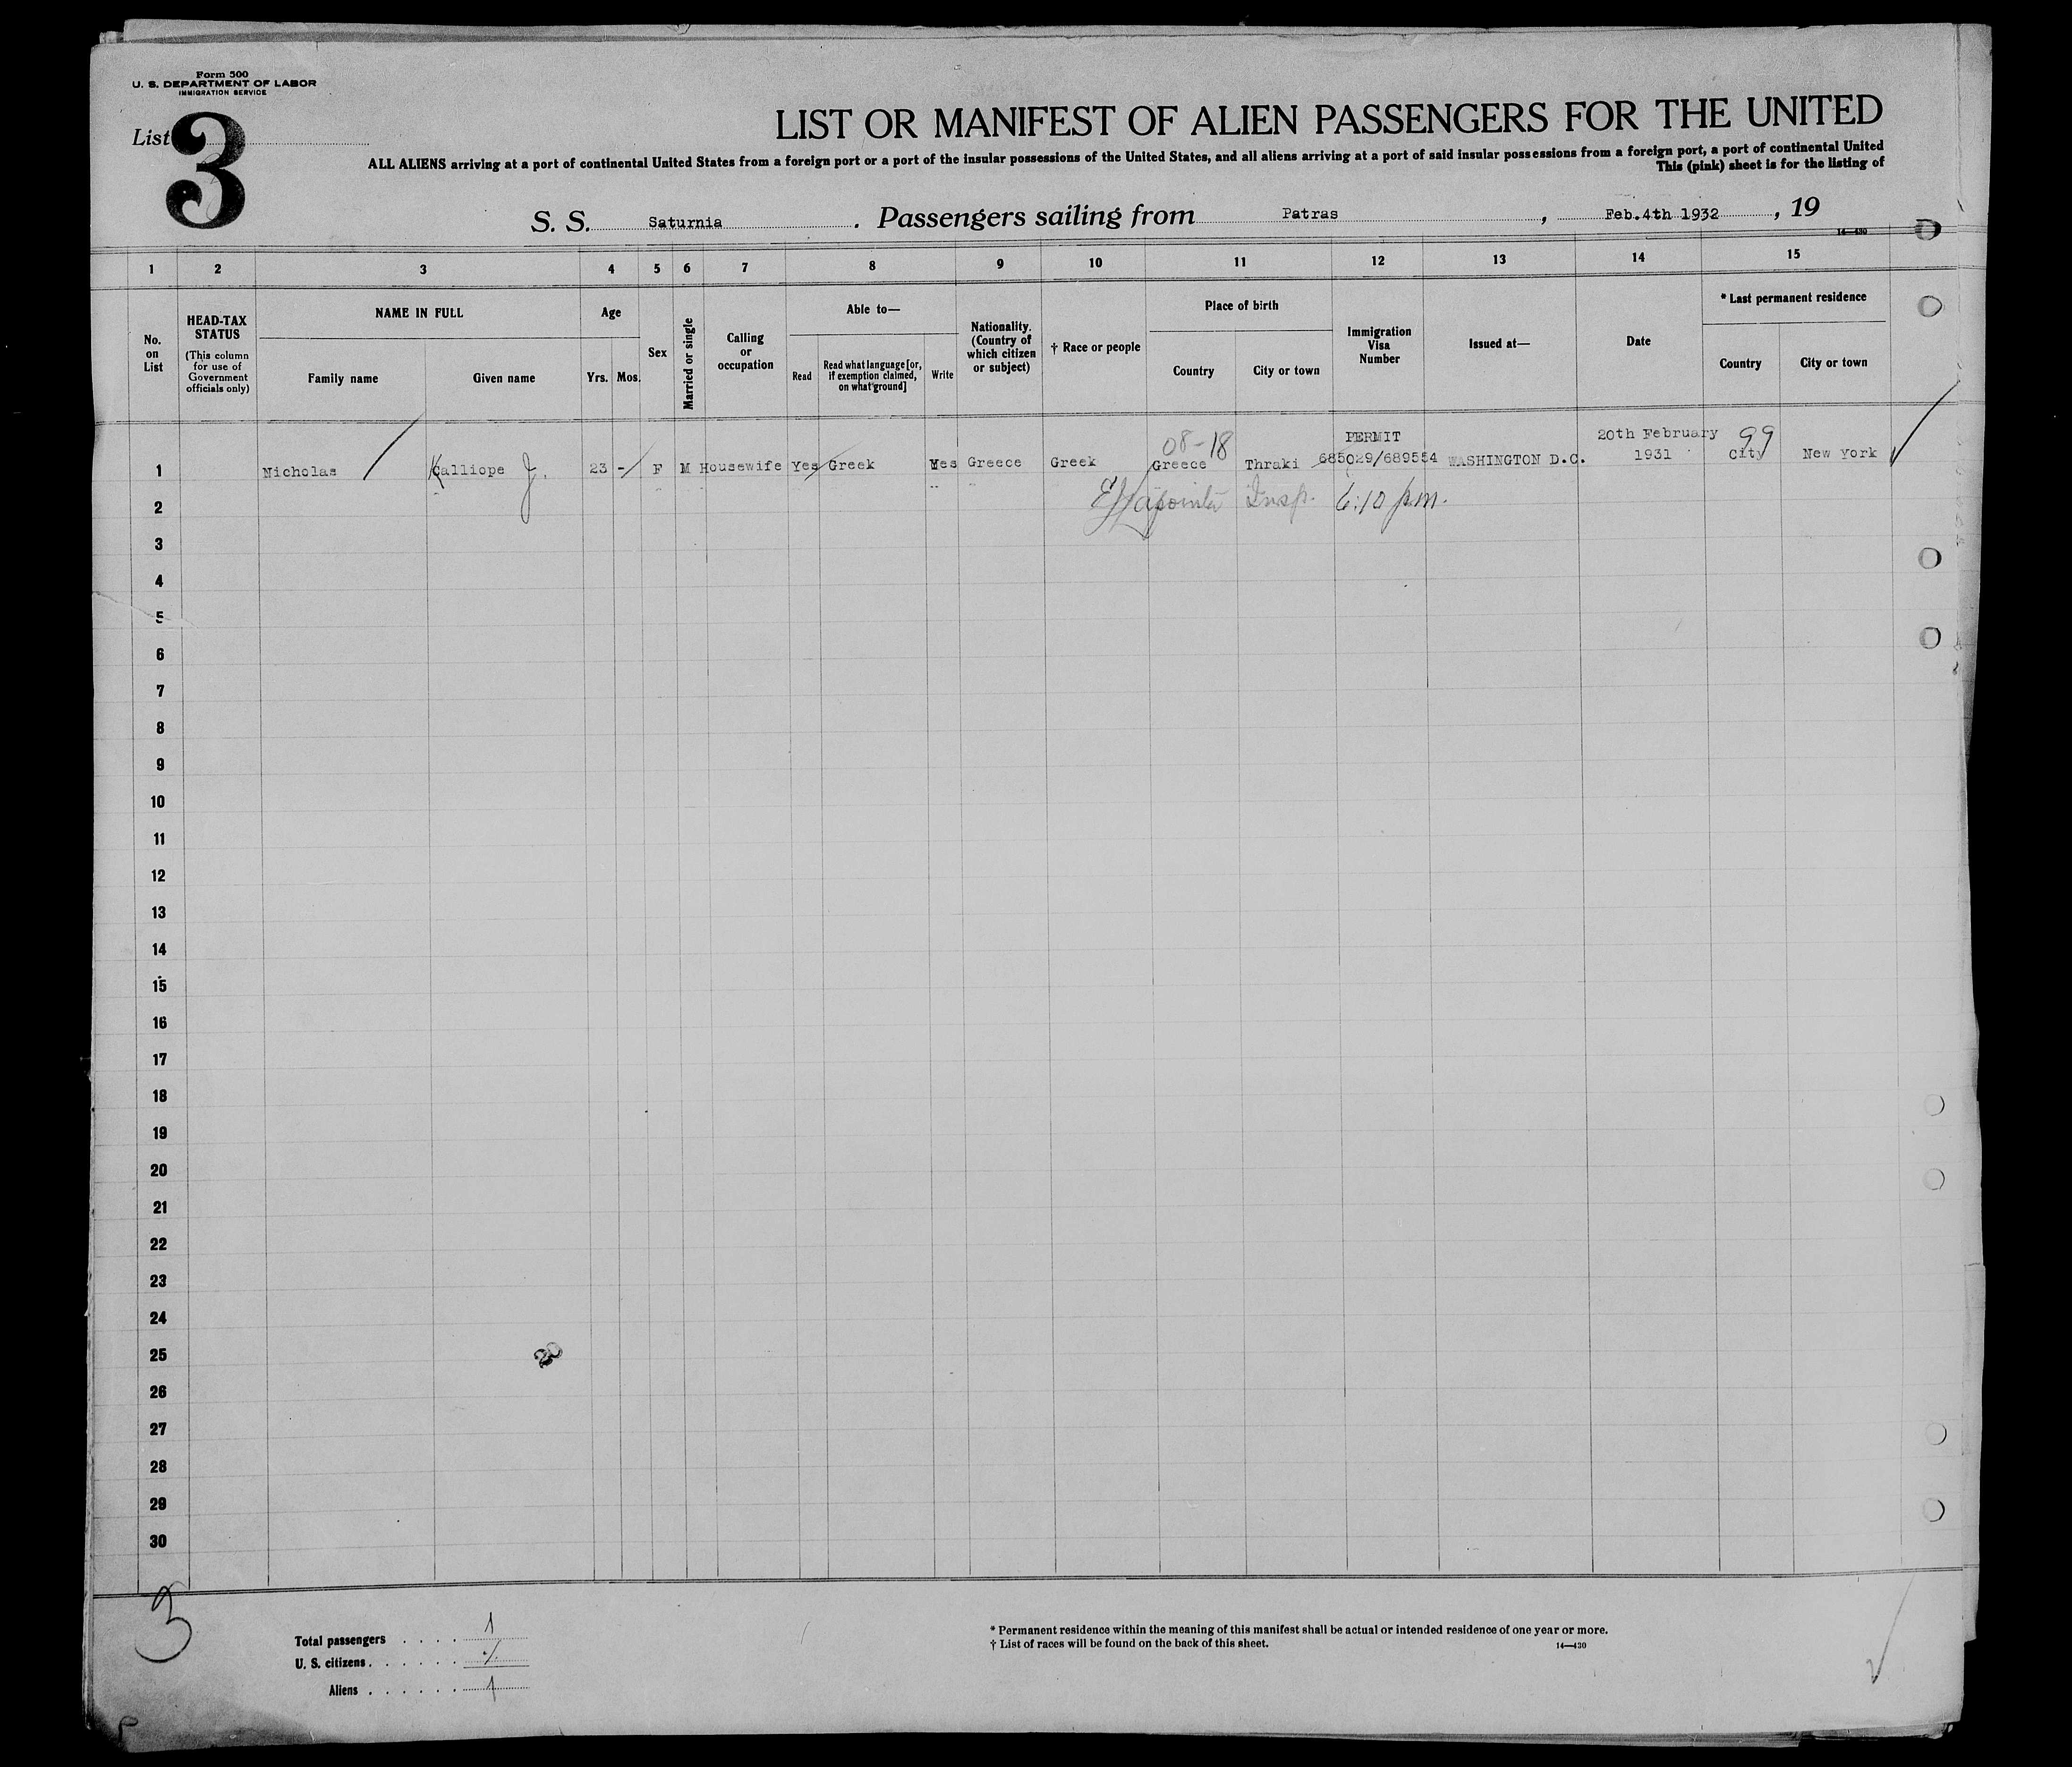 Form 500
U. S. DEPARTMENT OF LABOR
IMMIGRATION SERVICE
List 3
LIST OR MANIFEST OF ALIEN PASSENGERS FOR THE UNITED
ALL ALIENS arriving at a port of continental United States from a foreign port or a port of the insular possessions of the United States, and all aliens arriving at a port of said insular possessions from a foreign port, a port of continental United
This (pink) sheet is for the listing of
S. S. Saturnia. Passengers sailing from Patras, Feb.4th 1932, 19
14—430
1 2 3 4 5 6 7 8 9 10 11 12 13 14 15
No. on List
HEAD-TAX STATUS (This column for use of Government officials only)
NAME IN FULL
Family name Given name
Age
Yrs. Mos.
Sex
Married or single
Calling or occupation
Able to—
Read
Read what language [or, if exemption claimed, on what ground]
Write
Nationality. (Country of which citizen or subject)
† Race or people
Place of birth
Country City or town
Immigration Visa Number
Issued at—
Date
* Last permanent residence
Country City or town
08-18 PERMIT 20th February 99
1 Nicholas Kalliope J. 23 - F M Housewife Yes Greek Yes Greece Greek Greece Thraki 685029/689554 WASHINGTON D.C. 1931 City New York
2 Insp. 6:10 p.m.
3
4
5
6
7
8
9
10
11
12
13
14
15
16
17
18
19
20
21
22
23
24
25
26
27
28
29
30
3
Total passengers . . . . 1
U. S. citizens . . . . . .
Aliens . . . . . . 1
* Permanent residence within the meaning of this manifest shall be actual or intended residence of one year or more.
† List of races will be found on the back of this sheet. 14—430